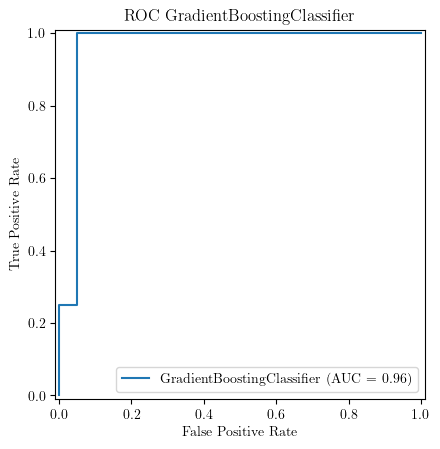 ROC GradientBoostingClassifier
True Positive Rate
1.0
0.8
0.6
0.4
0.2
0.0
GradientBoostingClassifier (AUC = 0.96)
0.0 0.2 0.4 0.6 0.8 1.0
False Positive Rate